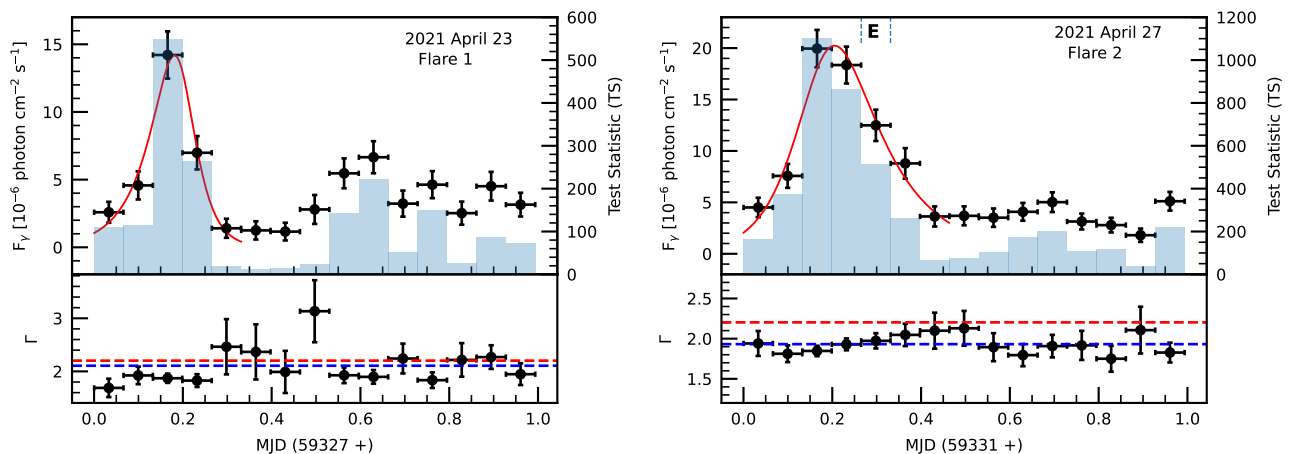 2021 April 23
Flare 1
F_γ [10⁻⁶ photon cm⁻² s⁻¹]
15
10
5
0
600
500
400
300
200
100
0
Test Statistic (TS)
Γ
3
2
0.0 0.2 0.4 0.6 0.8 1.0
MJD (59327 +)
E
2021 April 27
Flare 2
F_γ [10⁻⁶ photon cm⁻² s⁻¹]
20
15
10
5
0
1200
1000
800
600
400
200
0
Test Statistic (TS)
Γ
2.5
2.0
1.5
0.0 0.2 0.4 0.6 0.8 1.0
MJD (59331 +)